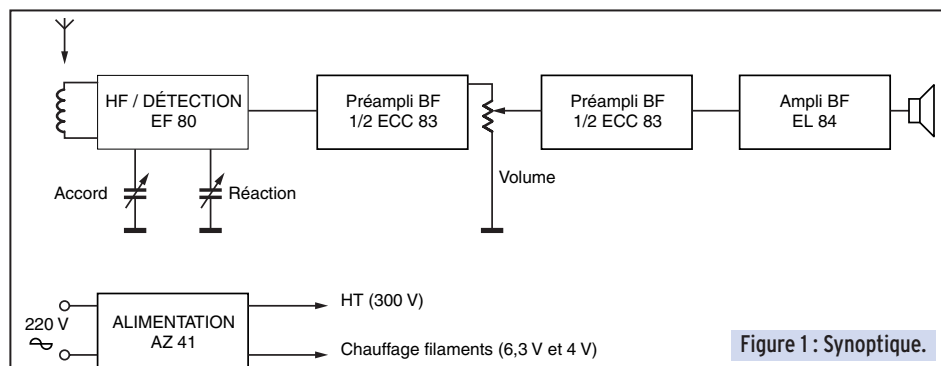 HF / DÉTECTION
EF 80
Préampli BF
1/2 ECC 83
Préampli BF
1/2 ECC 83
Ampli BF
EL 84
Accord
Réaction
Volume
220 V
ALIMENTATION
AZ 41
HT (300 V)
Chauffage filaments (6,3 V et 4 V)
Figure 1 : Synoptique.